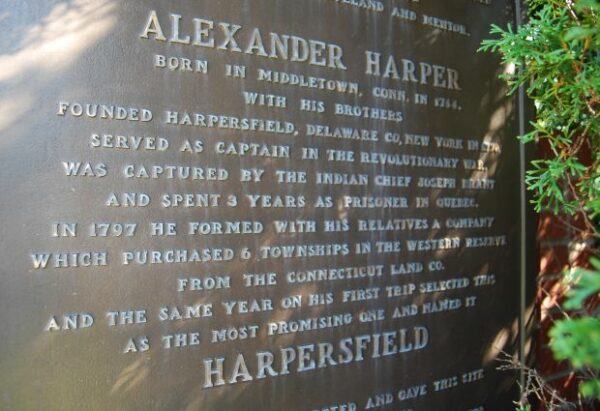 AND MENTOR.
ALEXANDER HARPER
BORN IN MIDDLETOWN, CONN. IN
WITH HIS BROTHERS
FOUNDED HARPERSFIELD, DELAWARE CO, NEW YORK IN
SERVED AS CAPTAIN IN THE REVOLUTIONARY WAR,
WAS CAPTURED BY THE INDIAN CHIEF JOSEPH BRANT
AND SPENT 3 YEARS AS PRISONER IN QUEBEC.
IN 1797 HE FORMED WITH HIS RELATIVES A COMPANY
WHICH PURCHASED 6 TOWNSHIPS IN THE WESTERN RESERVE
FROM THE CONNECTICUT LAND CO.
AND THE SAME YEAR ON HIS FIRST TRIP SELECTED THIS
AS THE MOST PROMISING ONE AND NAMED IT
HARPERSFIELD
AND GAVE THIS SITE